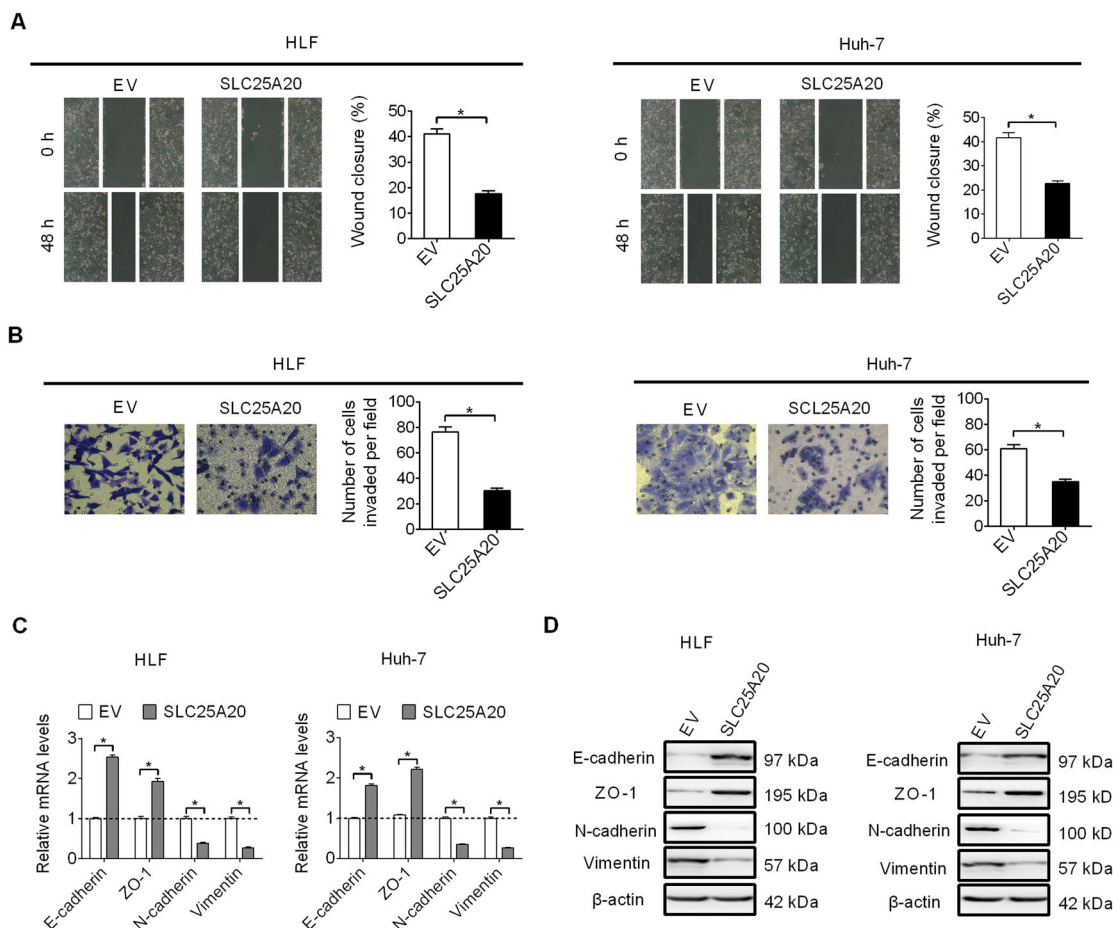 A
HLF
EV SLC25A20
0 h
48 h
Wound closure (%)
50
40
30
20
10
0
*
EV
SLC25A20
Huh-7
EV SLC25A20
0 h
48 h
Wound closure (%)
50
40
30
20
10
0
*
EV
SLC25A20
B
HLF
EV SLC25A20
Number of cells
invaded per field
100
80
60
40
20
0
*
EV
SLC25A20
Huh-7
EV SCL25A20
Number of cells
invaded per field
100
80
60
40
20
0
*
EV
SLC25A20
C
HLF
EV SLC25A20
Relative mRNA levels
3
2
1
0
* * * *
E-cadherin
ZO-1
N-cadherin
Vimentin
Huh-7
EV SLC25A20
Relative mRNA levels
3
2
1
0
* * * *
E-cadherin
ZO-1
N-cadherin
Vimentin
D
HLF
EV SLC25A20
E-cadherin 97 kDa
ZO-1 195 kDa
N-cadherin 100 kDa
Vimentin 57 kDa
β-actin 42 kDa
Huh-7
EV SLC25A20
E-cadherin 97 kDa
ZO-1 195 kD
N-cadherin 100 kD
Vimentin 57 kDa
β-actin 42 kDa